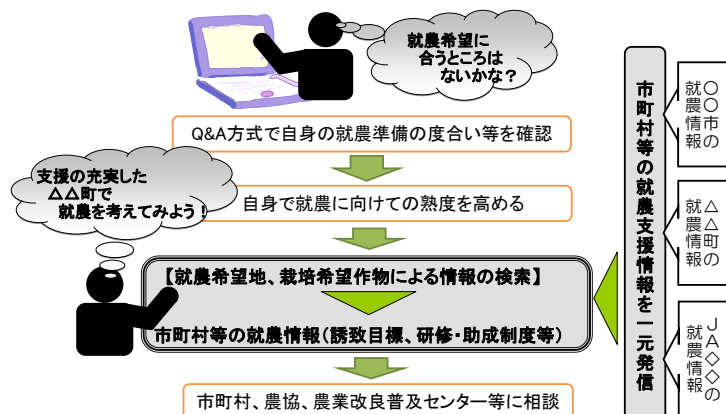 就農希望に
合うところは
ないかな？
Q&A方式で自身の就農準備の度合い等を確認
支援の充実した
△△町で
就農を考えてみよう！
自身で就農に向けての熟度を高める
【就農希望地、栽培希望作物による情報の検索】
市町村等の就農情報（誘致目標、研修・助成制度等）
市町村、農協、農業改良普及センター等に相談
市町村等の就農支援情報を一元発信
〇〇市の
就農情報
△△町の
就農情報
ＪＡ◇◇の
就農情報